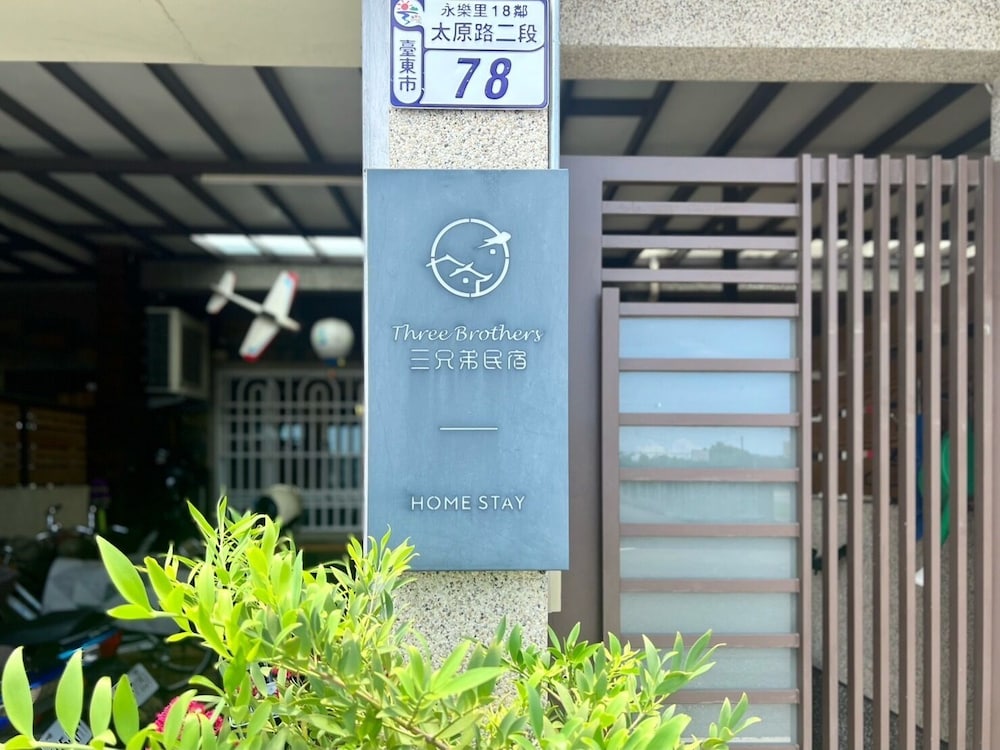 永樂里18鄰
太原路二段
臺東市
78
Three Brothers
三兄弟民宿
HOME STAY